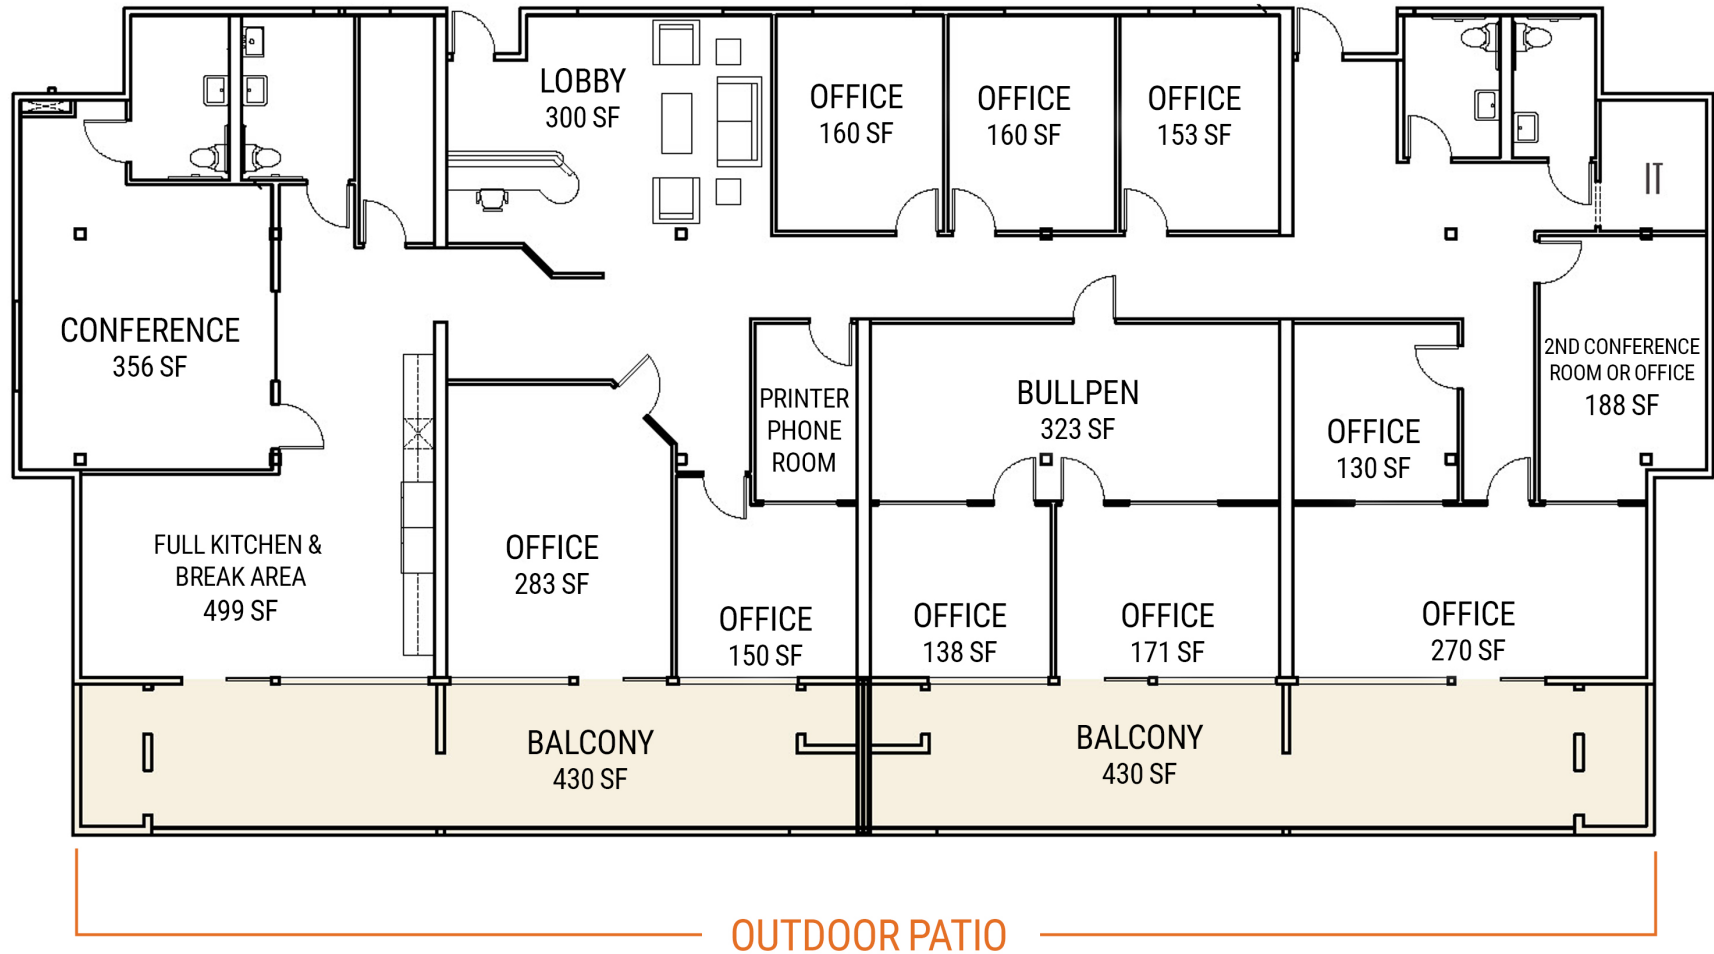 LOBBY
300 SF
OFFICE
160 SF
OFFICE
160 SF
OFFICE
153 SF
IT
CONFERENCE
356 SF
PRINTER
PHONE
ROOM
BULLPEN
323 SF
OFFICE
130 SF
2ND CONFERENCE
ROOM OR OFFICE
188 SF
FULL KITCHEN &
BREAK AREA
499 SF
OFFICE
283 SF
OFFICE
150 SF
OFFICE
138 SF
OFFICE
171 SF
OFFICE
270 SF
BALCONY
430 SF
BALCONY
430 SF
OUTDOOR PATIO